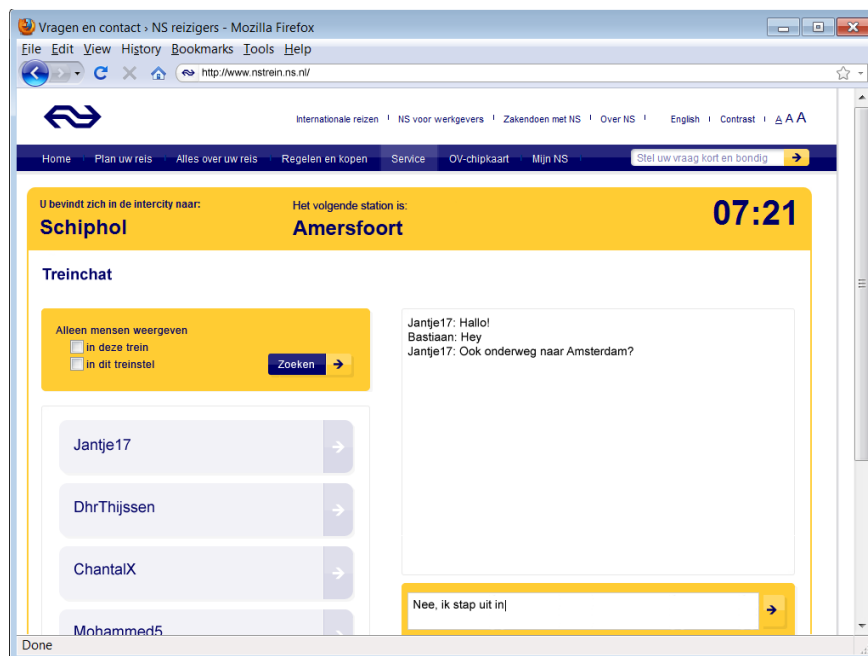 Vragen en contact › NS reizigers - Mozilla Firefox
File Edit View History Bookmarks Tools Help
http://www.nstrein.ns.nl/
Internationale reizen | NS voor werkgevers | Zakendoen met NS | Over NS | English | Contrast | A A A
Home Plan uw reis Alles over uw reis Regelen en kopen Service OV-chipkaart Mijn NS Stel uw vraag kort en bondig
U bevindt zich in de intercity naar:
Schiphol
Het volgende station is:
Amersfoort
07:21
Treinchat
Alleen mensen weergeven
in deze trein
in dit treinstel
Zoeken
Jantje17
DhrThijssen
ChantalX
Mohammed5
Jantje17: Hallo!
Bastiaan: Hey
Jantje17: Ook onderweg naar Amsterdam?
Nee, ik stap uit in
Done